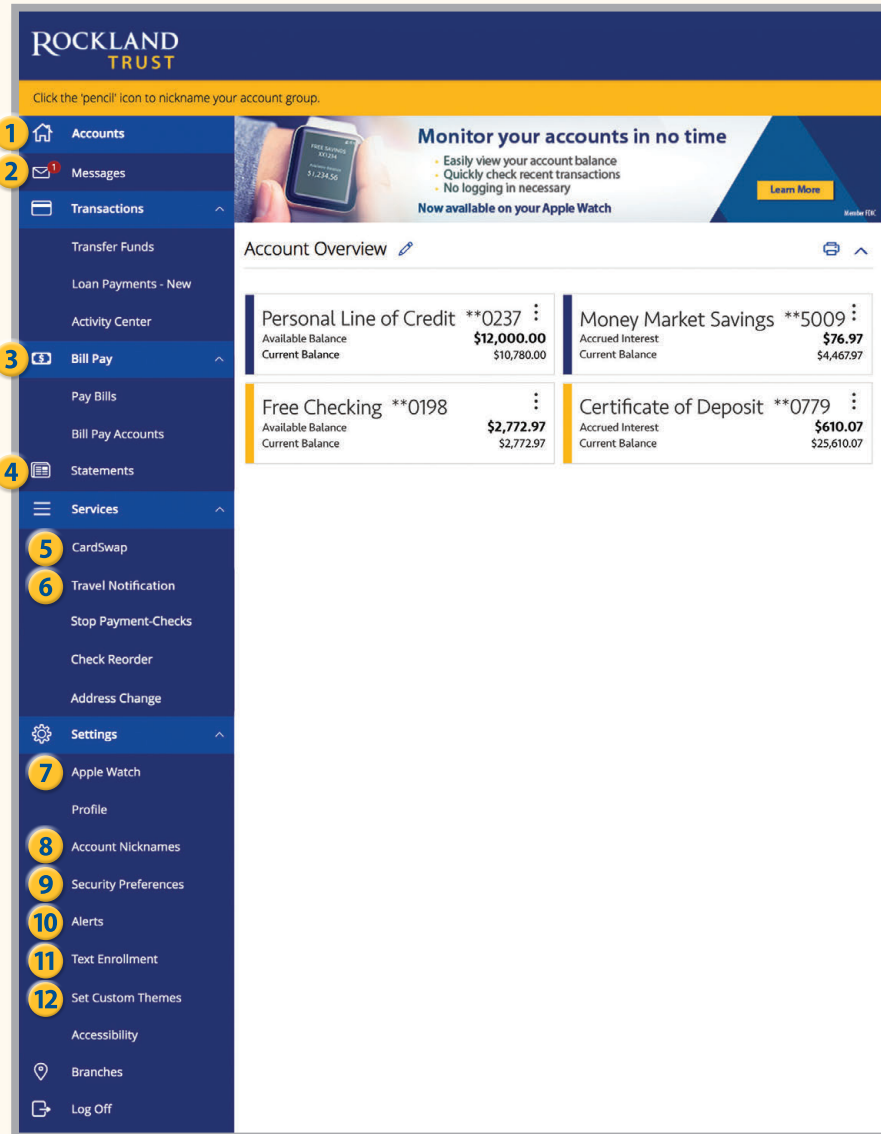 ROCKLAND
TRUST
Click the 'pencil' icon to nickname your account group.
1 Accounts
2 1 Messages
Transactions
Transfer Funds
Loan Payments - New
Activity Center
3 $ Bill Pay
Pay Bills
Bill Pay Accounts
4 Statements
Services
5 CardSwap
6 Travel Notification
Stop Payment-Checks
Check Reorder
Address Change
Settings
7 Apple Watch
Profile
8 Account Nicknames
9 Security Preferences
10 Alerts
11 Text Enrollment
12 Set Custom Themes
Accessibility
Branches
Log Off
FREE SAVINGS
XX1234
$1,234.56
Monitor your accounts in no time
• Easily view your account balance
• Quickly check recent transactions
• No logging in necessary
Now available on your Apple Watch
Learn More
Member FDIC
Account Overview
Personal Line of Credit **0237
Available Balance $12,000.00
Current Balance $10,780.00
Money Market Savings **5009
Accrued Interest $76.97
Current Balance $4,467.97
Free Checking **0198
Available Balance $2,772.97
Current Balance $2,772.97
Certificate of Deposit **0779
Accrued Interest $610.07
Current Balance $25,610.07